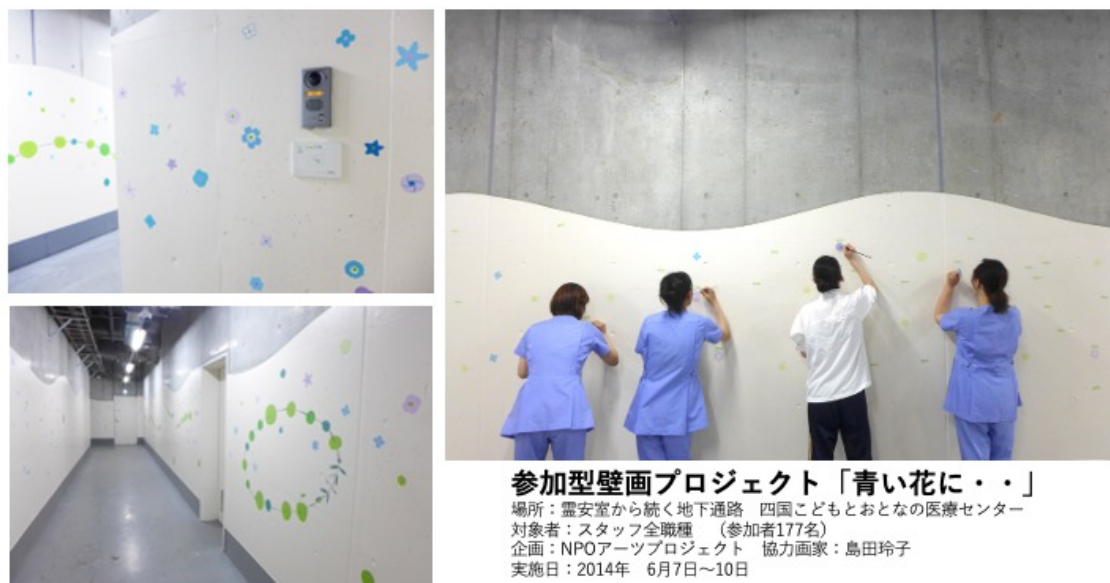 参加型壁画プロジェクト「青い花に・・」
場所：霊安室から続く地下通路　四国こどもとおとなの医療センター
対象者：スタッフ全職種　（参加者177名）
企画：NPOアーツプロジェクト　協力画家：島田玲子
実施日：2014年　6月7日～10日